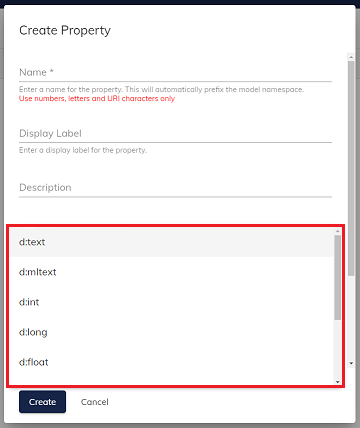 Create Property
Name *
Enter a name for the property. This will automatically prefix the model namespace.
Use numbers, letters and URI characters only
Display Label
Enter a display label for the property.
Description
d:text
d:mltext
d:int
d:long
d:float
Create Cancel